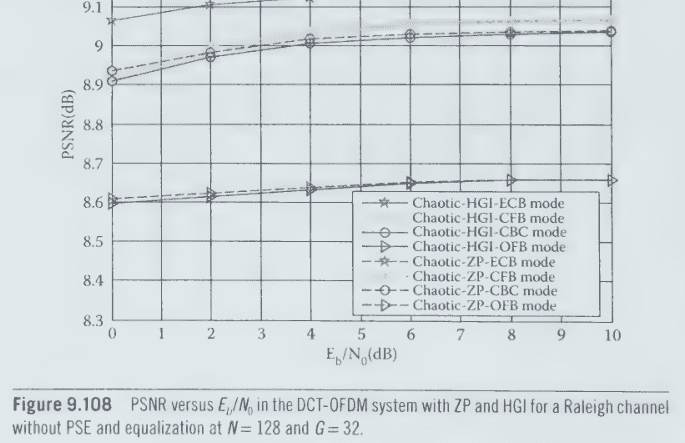 9.1
9
8.9
8.8
8.7
8.6
8.5
8.4
8.3
PSNR(dB)
Chaotic-HGI-ECB mode
Chaotic-HGI-CFB mode
Chaotic-HGI-CBC mode
Chaotic-HGI-OFB mode
Chaotic-ZP-ECB mode
Chaotic-ZP-CFB mode
Chaotic-ZP-CBC mode
Chaotic-ZP-OFB mode
0 1 2 3 4 5 6 7 8 9 10
Eb/N0(dB)
Figure 9.108 PSNR versus Eb/N0 in the DCT-OFDM system with ZP and HGI for a Raleigh channel
without PSE and equalization at N = 128 and G = 32.